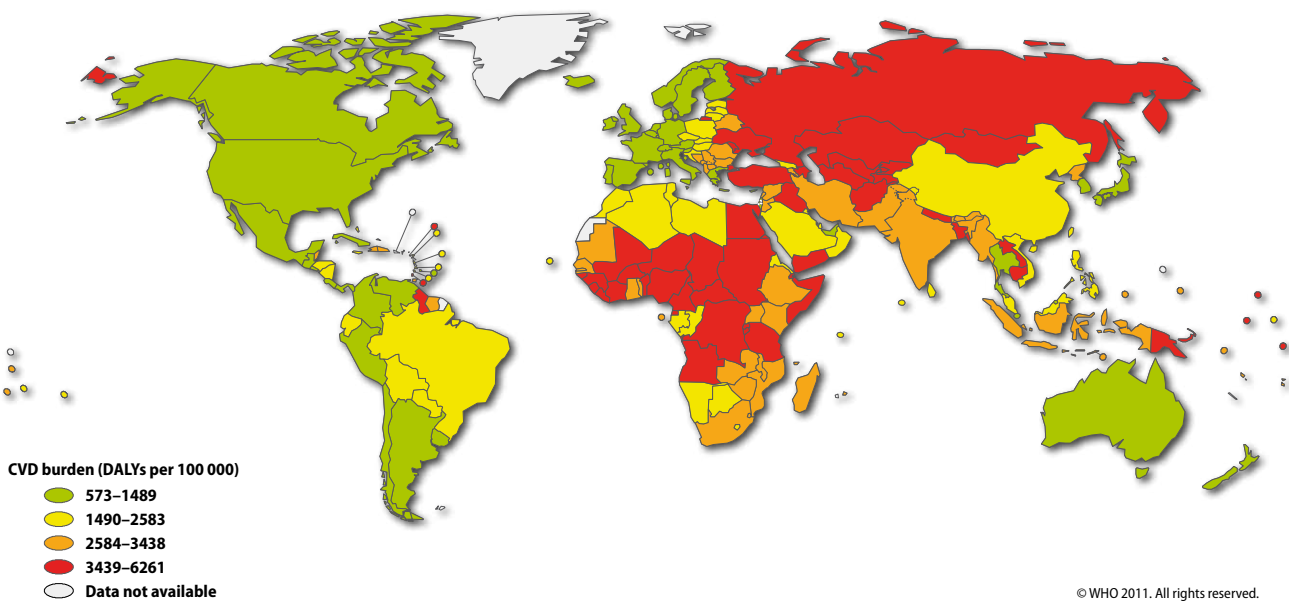 CVD burden (DALYs per 100 000)
573–1489
1490–2583
2584–3438
3439–6261
Data not available
© WHO 2011. All rights reserved.